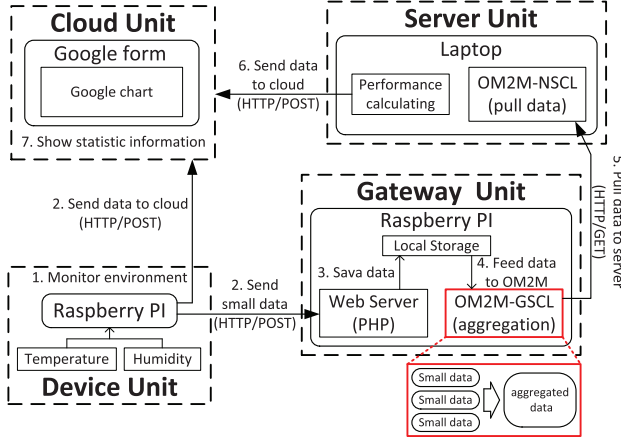 Cloud Unit
Google form
Google chart
7. Show statistic information
Server Unit
Laptop
Performance
calculating
OM2M-NSCL
(pull data)
6. Send data
to cloud
(HTTP/POST)
5. Pull data to server
(HTTP/GET)
2. Send data to cloud
(HTTP/POST)
Gateway Unit
Raspberry PI
Local Storage
3. Sava data
4. Feed data
to OM2M
Web Server
(PHP)
OM2M-GSCL
(aggregation)
2. Send
small data
(HTTP/POST)
1. Monitor environment
Raspberry PI
Temperature
Humidity
Device Unit
Small data
Small data
Small data
aggregated
data